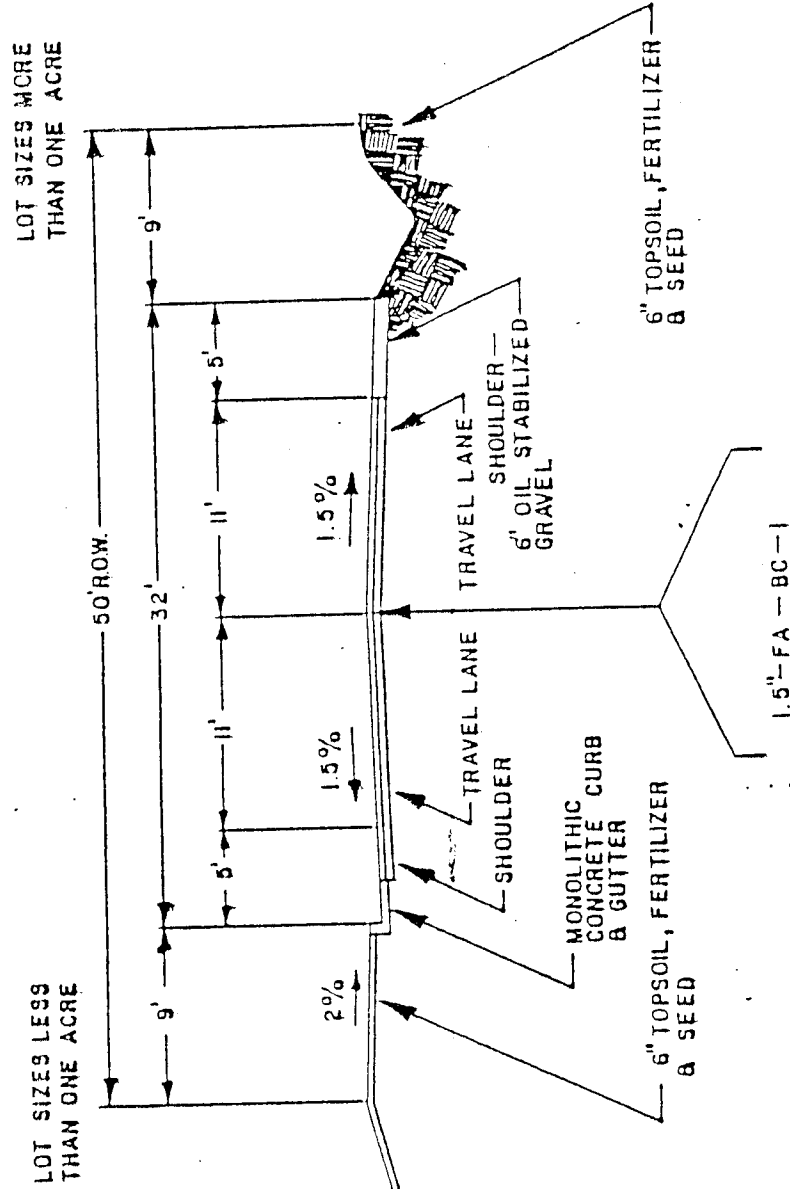 LOT SIZES LESS
THAN ONE ACRE
LOT SIZES MORE
THAN ONE ACRE
50' R.O.W.
9'
32'
9'
5'
11'
11'
5'
2%
1.5%
1.5%
TRAVEL LANE
TRAVEL LANE
SHOULDER
SHOULDER
6" OIL STABILIZED
GRAVEL
MONOLITHIC
CONCRETE CURB
& GUTTER
6" TOPSOIL, FERTILIZER
& SEED
6" TOPSOIL, FERTILIZER
& SEED
1.5"-FA-BC-1